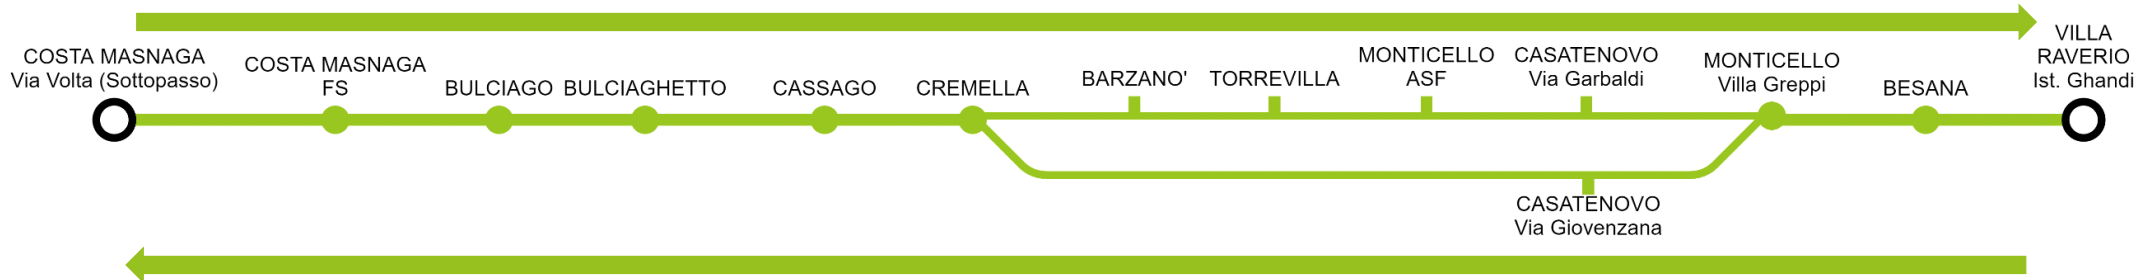 COSTA MASNAGA
Via Volta (Sottopasso)
COSTA MASNAGA
FS
BULCIAGO
BULCIAGHETTO
CASSAGO
CREMELLA
BARZANO'
TORREVILLA
MONTICELLO
ASF
CASATENOVO
Via Garbaldi
MONTICELLO
Villa Greppi
BESANA
VILLA
RAVERIO
Ist. Ghandi
CASATENOVO
Via Giovenzana